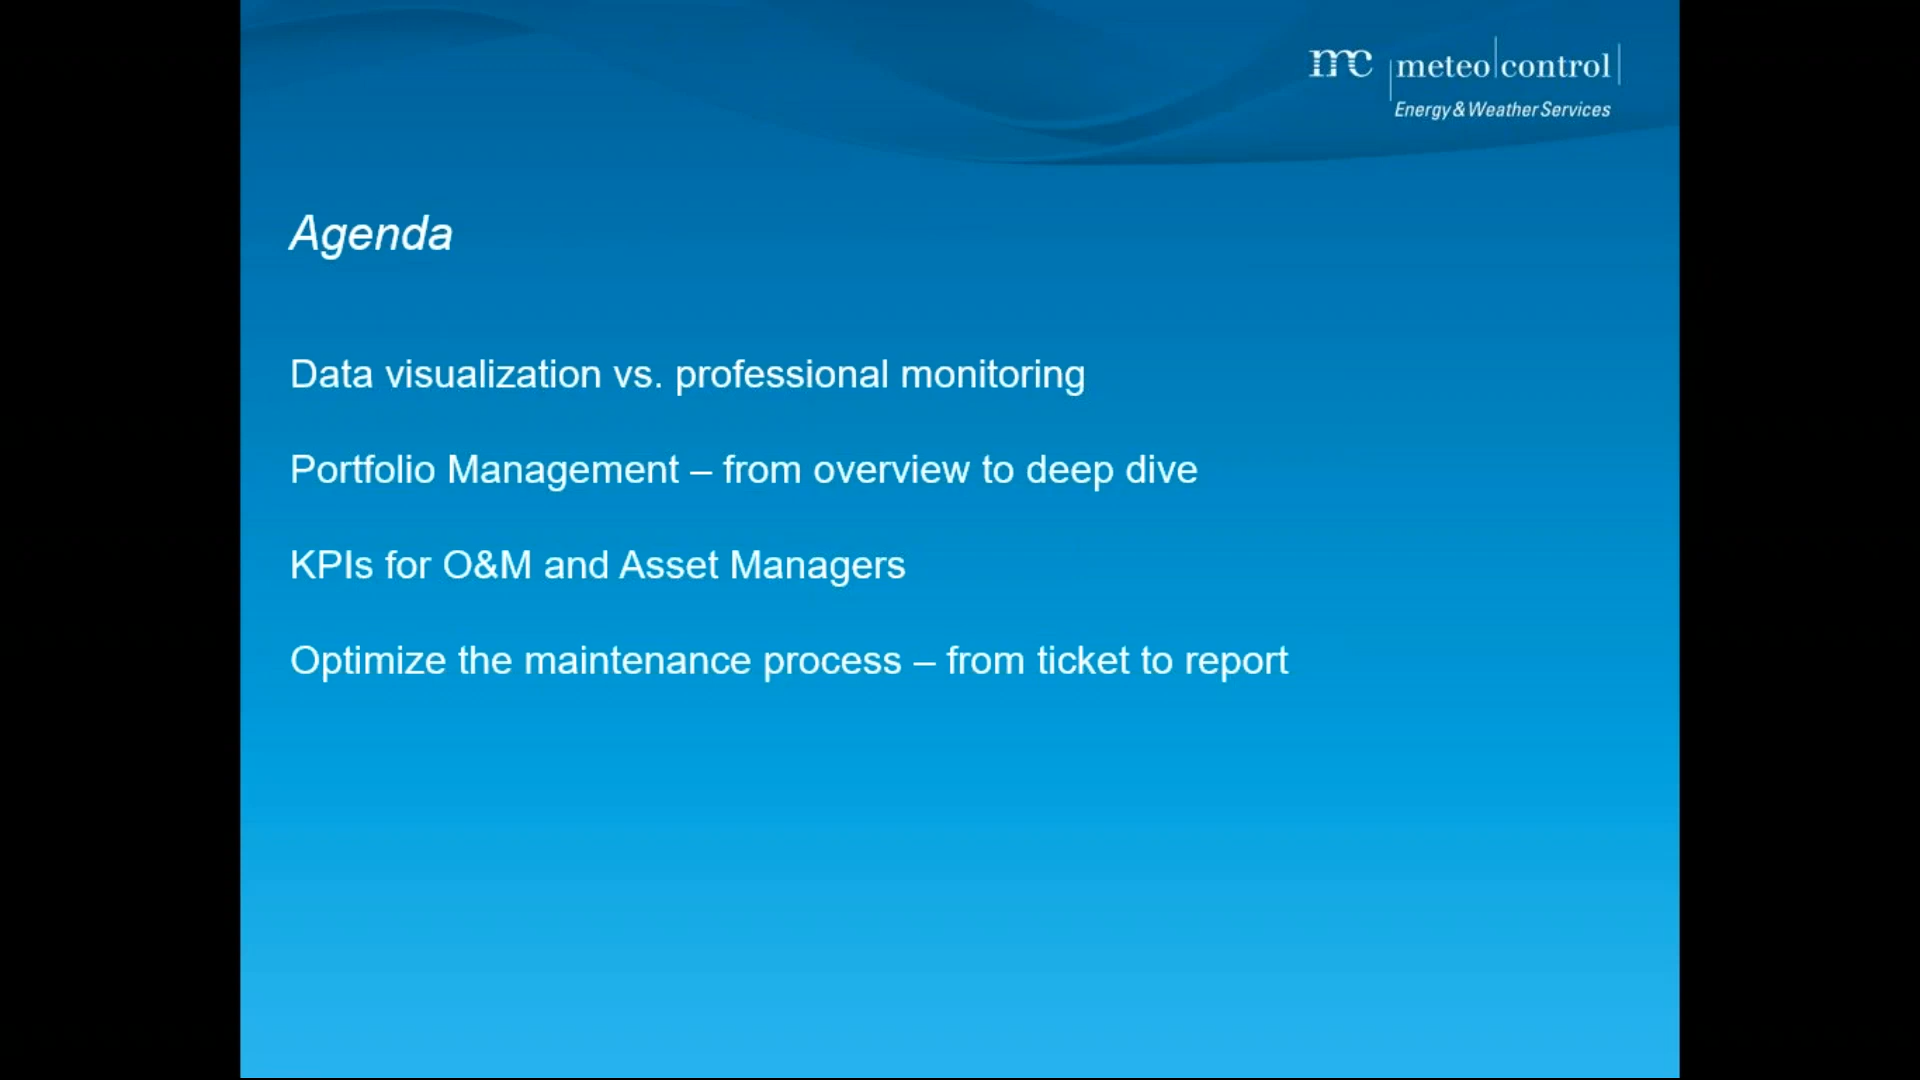 mc meteo control
Energy & Weather Services
Agenda
Data visualization vs. professional monitoring
Portfolio Management – from overview to deep dive
KPIs for O&M and Asset Managers
Optimize the maintenance process – from ticket to report